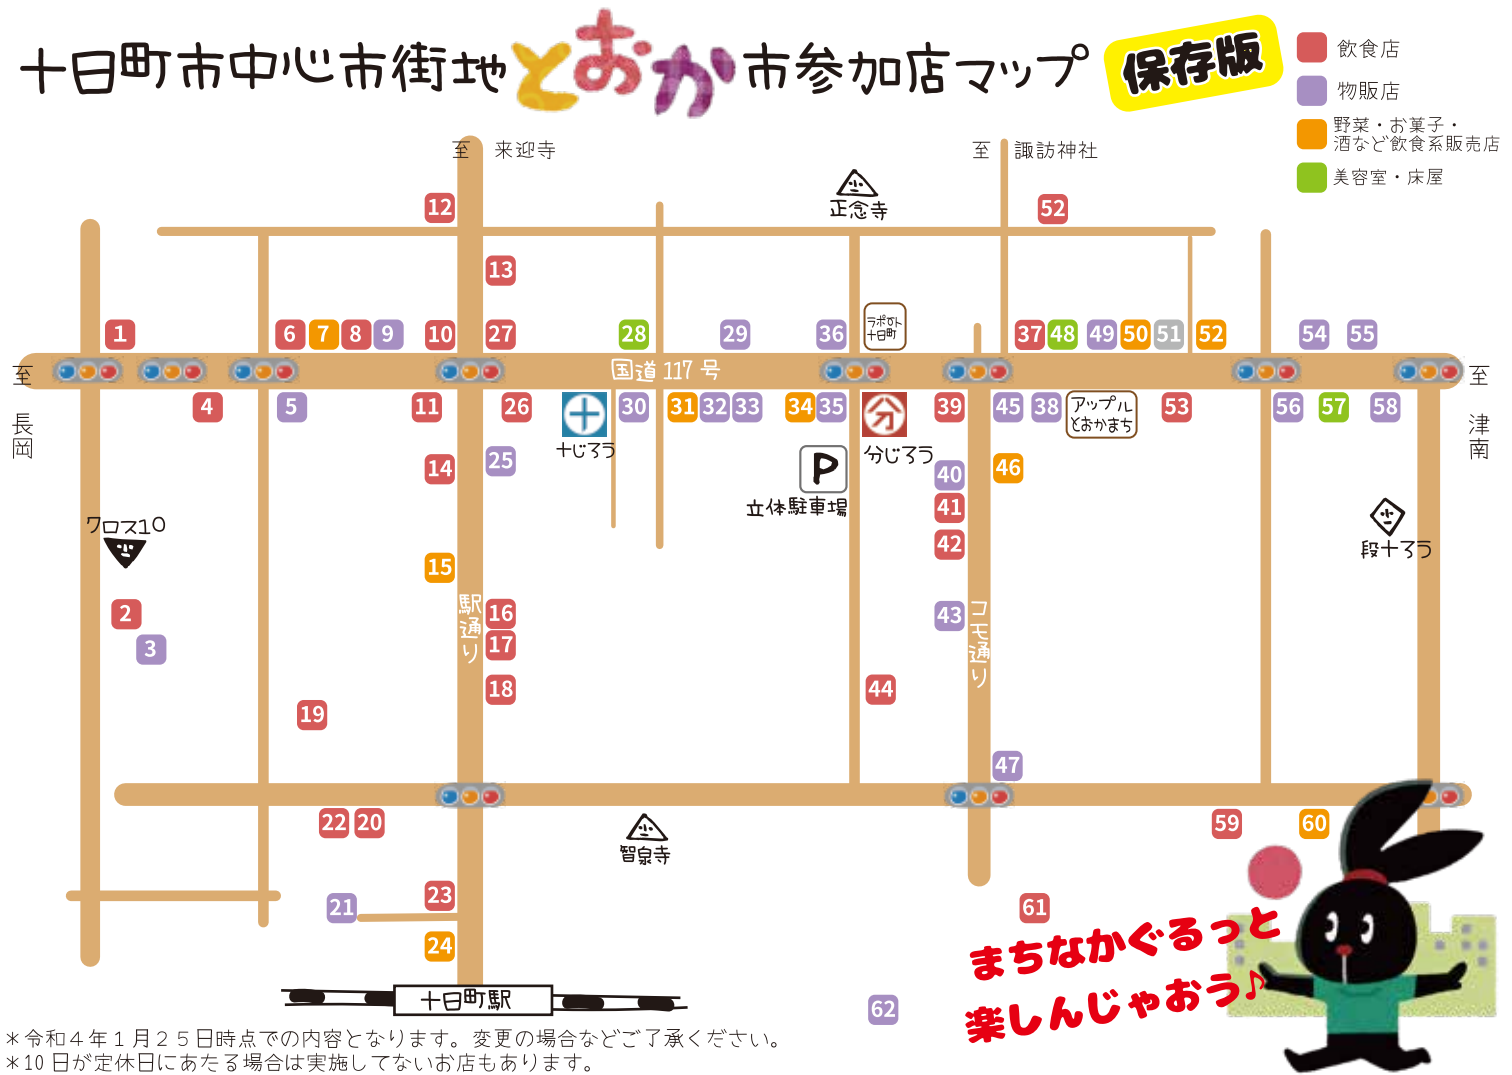 十日町市中心市街地とおか市参加店マップ
保存版
飲食店
物販店
野菜・お菓子・
酒など飲食系販売店
美容室・床屋
至 来迎寺
至 諏訪神社
正念寺
12
52
13
ラポート
十日町
1
6 7 8 9
10
27
28
29
36
37 48 49 50 51 52
54 55
至
長岡
国道 117 号
至
津南
4
5
11
26
30
31 32 33
34 35
39
45 38
アップル
とおかまち
53
56 57 58
十
十じろう
分
分じろう
14
25
P
立体駐車場
40
46
41
42
クロス10
段十ろう
15
2
3
駅通り
16
17
18
43
コモ通り
19
44
47
22 20
智泉寺
59
60
21
23
24
61
62
十日町駅
まちなかぐるっと
楽しんじゃおう♪
＊令和４年１月２５日時点での内容となります。変更の場合などご了承ください。
＊10 日が定休日にあたる場合は実施してないお店もあります。